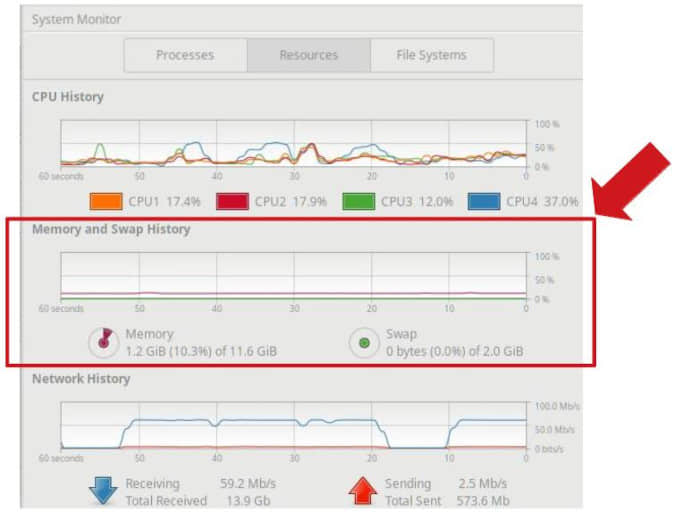 System Monitor
Processes Resources File Systems
CPU History
100 %
50 %
0 %
60 seconds 50 40 30 20 10 0
CPU1 17.4% CPU2 17.9% CPU3 12.0% CPU4 37.0%
Memory and Swap History
100 %
50 %
0 %
60 seconds 50 40 30 20 10 0
Memory Swap
1.2 GiB (10.3%) of 11.6 GiB 0 bytes (0.0%) of 2.0 GiB
Network History
100.0 Mb/s
50.0 Mb/s
0 bits/s
60 seconds 50 40 30 20 10 0
Receiving 59.2 Mb/s Sending 2.5 Mb/s
Total Received 13.9 Gb Total Sent 573.6 Mb